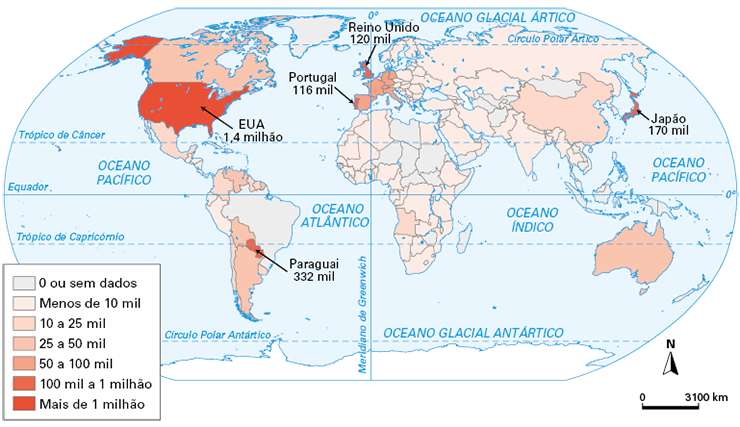 0°
OCEANO GLACIAL ÁRTICO
Reino Unido
120 mil
Círculo Polar Ártico
Portugal
116 mil
EUA
1,4 milhão
Japão
170 mil
Trópico de Câncer
OCEANO
PACÍFICO
OCEANO
PACÍFICO
Equador
0°
OCEANO
ATLÂNTICO
OCEANO
ÍNDICO
Trópico de Capricórnio
Paraguai
332 mil
Meridiano de Greenwich
0 ou sem dados
Menos de 10 mil
10 a 25 mil
25 a 50 mil
50 a 100 mil
100 mil a 1 milhão
Mais de 1 milhão
Círculo Polar Antártico
OCEANO GLACIAL ANTÁRTICO
N
0 3100 km